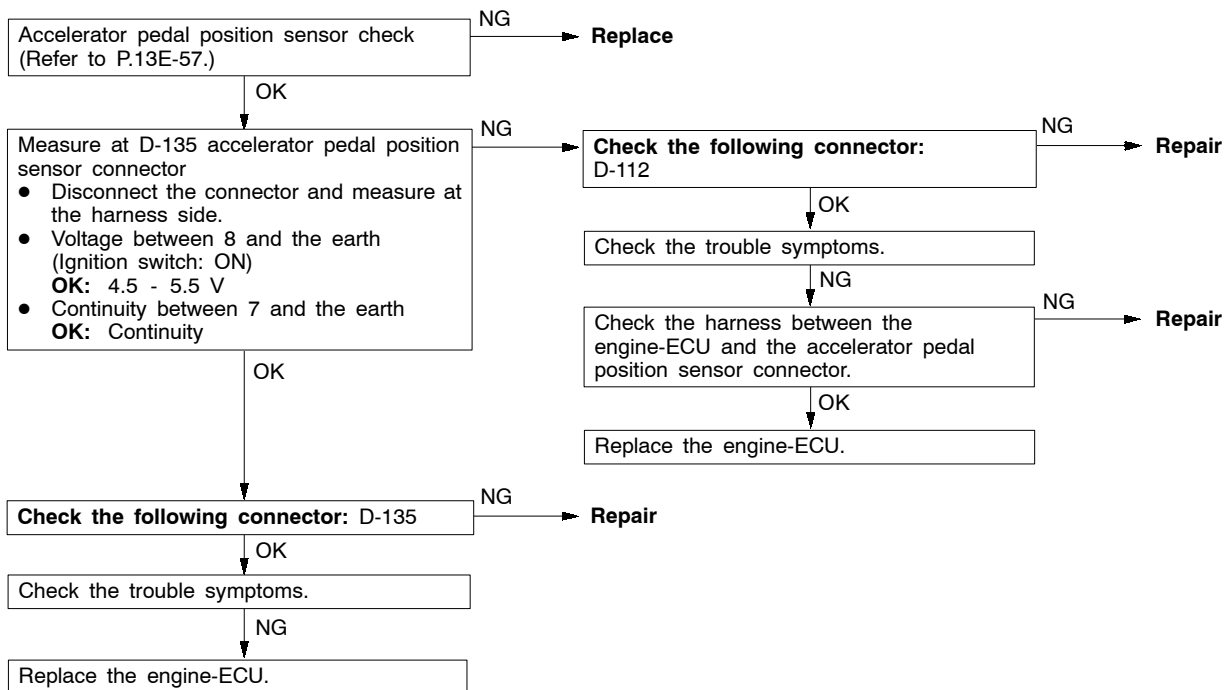 Accelerator pedal position sensor check
(Refer to P.13E-57.)
NG
Replace
OK
Measure at D-135 accelerator pedal position
sensor connector
● Disconnect the connector and measure at
the harness side.
● Voltage between 8 and the earth
(Ignition switch: ON)
OK: 4.5 - 5.5 V
● Continuity between 7 and the earth
OK: Continuity
NG
Check the following connector:
D-112
NG
Repair
OK
Check the trouble symptoms.
NG
Check the harness between the
engine-ECU and the accelerator pedal
position sensor connector.
NG
Repair
OK
Replace the engine-ECU.
OK
Check the following connector: D-135
NG
Repair
OK
Check the trouble symptoms.
NG
Replace the engine-ECU.